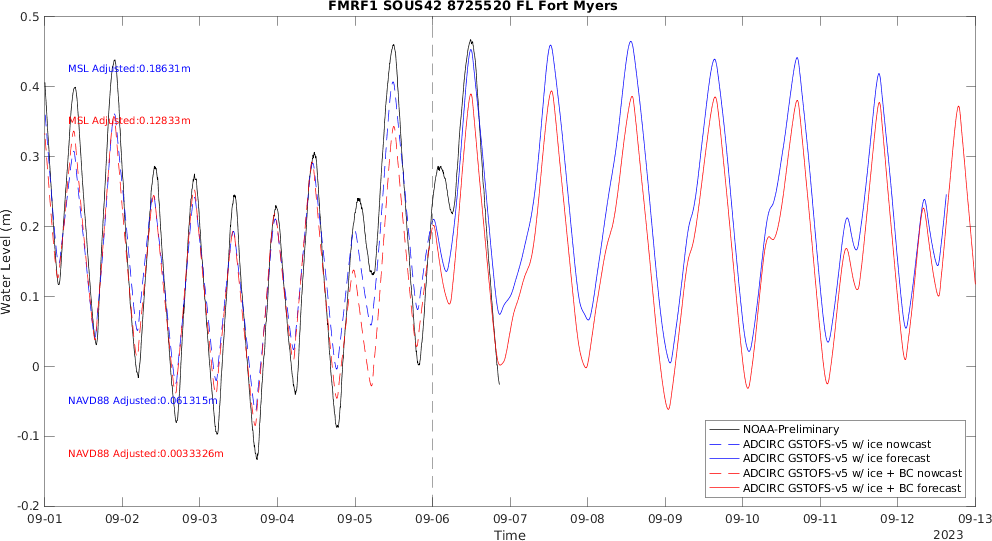 FMRF1 SOUS42 8725520 FL Fort Myers
0.5
0.4
0.3
0.2
0.1
0
-0.1
-0.2
Water Level (m)
MSL Adjusted:0.18631m
MSL Adjusted:0.12833m
NAVD88 Adjusted:0.061315m
NAVD88 Adjusted:0.0033326m
NOAA-Preliminary
ADCIRC GSTOFS-v5 w/ ice nowcast
ADCIRC GSTOFS-v5 w/ ice forecast
ADCIRC GSTOFS-v5 w/ ice + BC nowcast
ADCIRC GSTOFS-v5 w/ ice + BC forecast
09-01 09-02 09-03 09-04 09-05 09-06 09-07 09-08 09-09 09-10 09-11 09-12 09-13
Time
2023